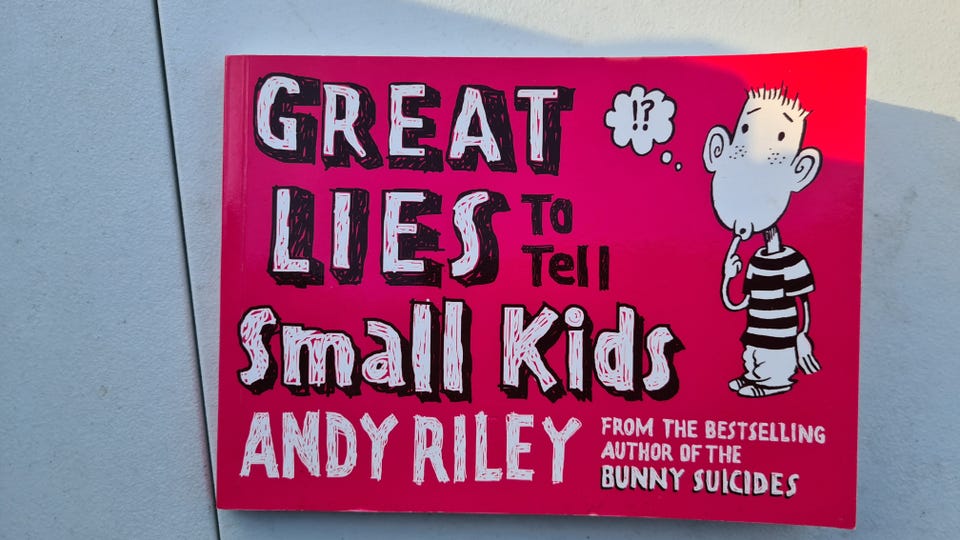 GREAT
LIES To
Tell
Small Kids
ANDY RILEY
!?
FROM THE BESTSELLING
AUTHOR OF THE
BUNNY SUICIDES